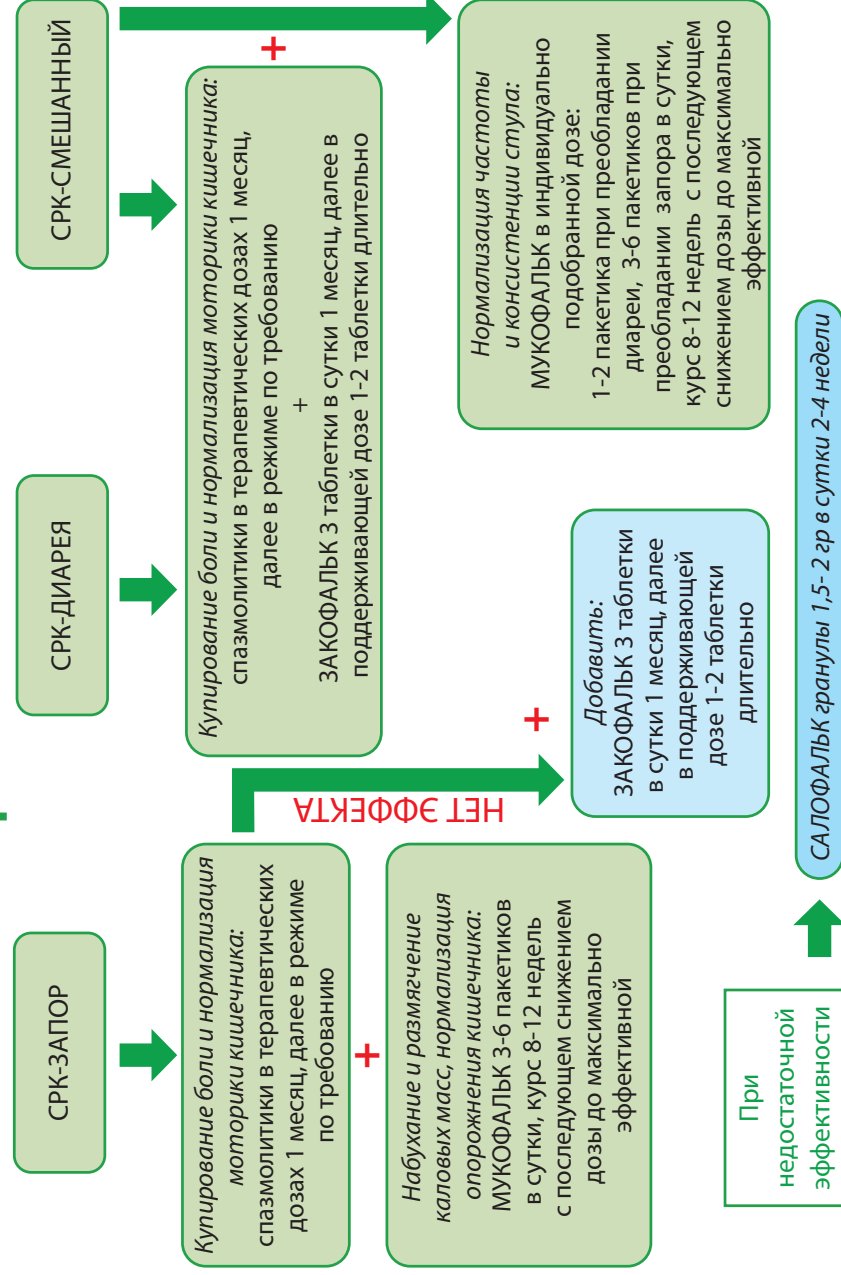 СРК-ЗАПОР
СРК-ДИАРЕЯ
СРК-СМЕШАННЫЙ
Купирование боли и нормализация
моторики кишечника:
спазмолитики в терапевтических
дозах 1 месяц, далее в режиме
по требованию
+
Набухание и размягчение
каловых масс, нормализация
опорожнения кишечника:
МУКОФАЛЬК 3-6 пакетиков
в сутки, курс 8-12 недель
с последующем снижением
дозы до максимально
эффективной
НЕТ ЭФФЕКТА
+
Добавить:
ЗАКОФАЛЬК 3 таблетки
в сутки 1 месяц, далее
в поддерживающей
дозе 1-2 таблетки
длительно
Купирование боли и нормализация моторики кишечника:
спазмолитики в терапевтических дозах 1 месяц,
далее в режиме по требованию
+
ЗАКОФАЛЬК 3 таблетки в сутки 1 месяц, далее в
поддерживающей дозе 1-2 таблетки длительно
+
Нормализация частоты
и консистенции стула:
МУКОФАЛЬК в индивидуально
подобранной дозе:
1-2 пакетика при преобладании
диареи, 3-6 пакетиков при
преобладании запора в сутки,
курс 8-12 недель с последующем
снижением дозы до максимально
эффективной
При
недостаточной
эффективности
САЛОФАЛЬК гранулы 1,5- 2 гр в сутки 2-4 недели